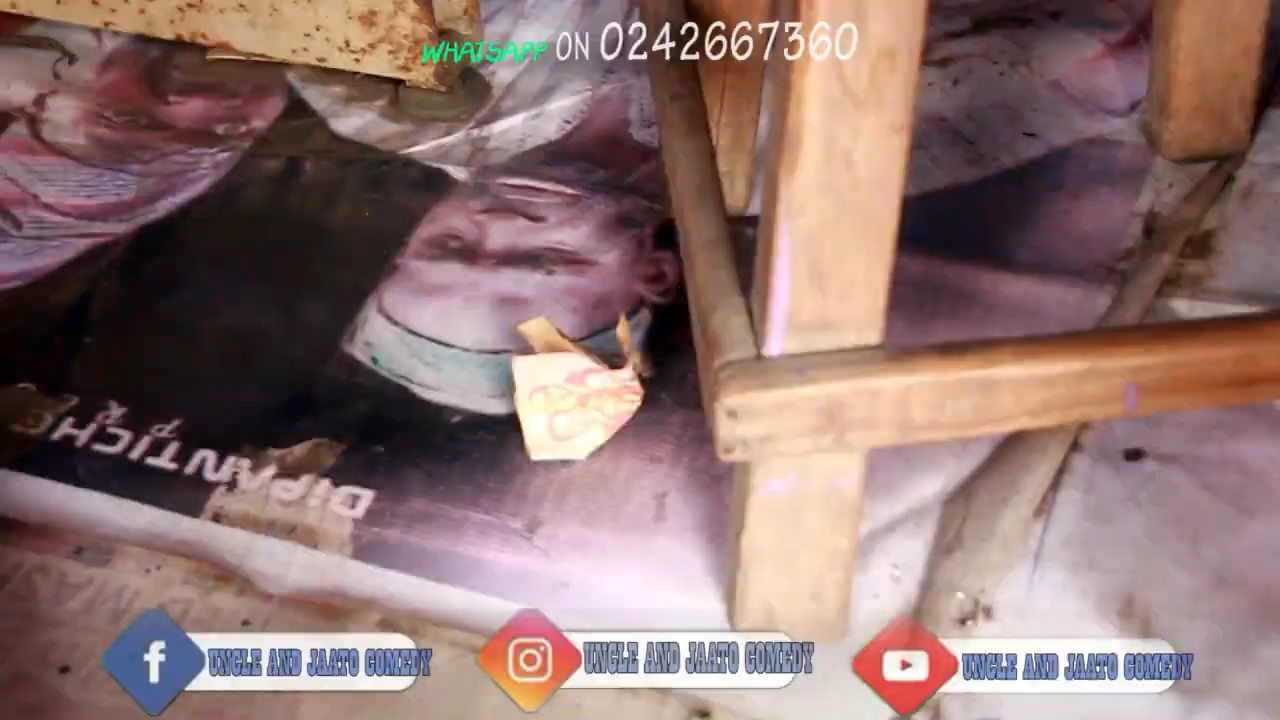 WHATSAPP ON 0242667360
DIPANTICHE
UNCLE AND JAATO COMEDY
UNCLE AND JAATO COMEDY
UNCLE AND JAATO COMEDY